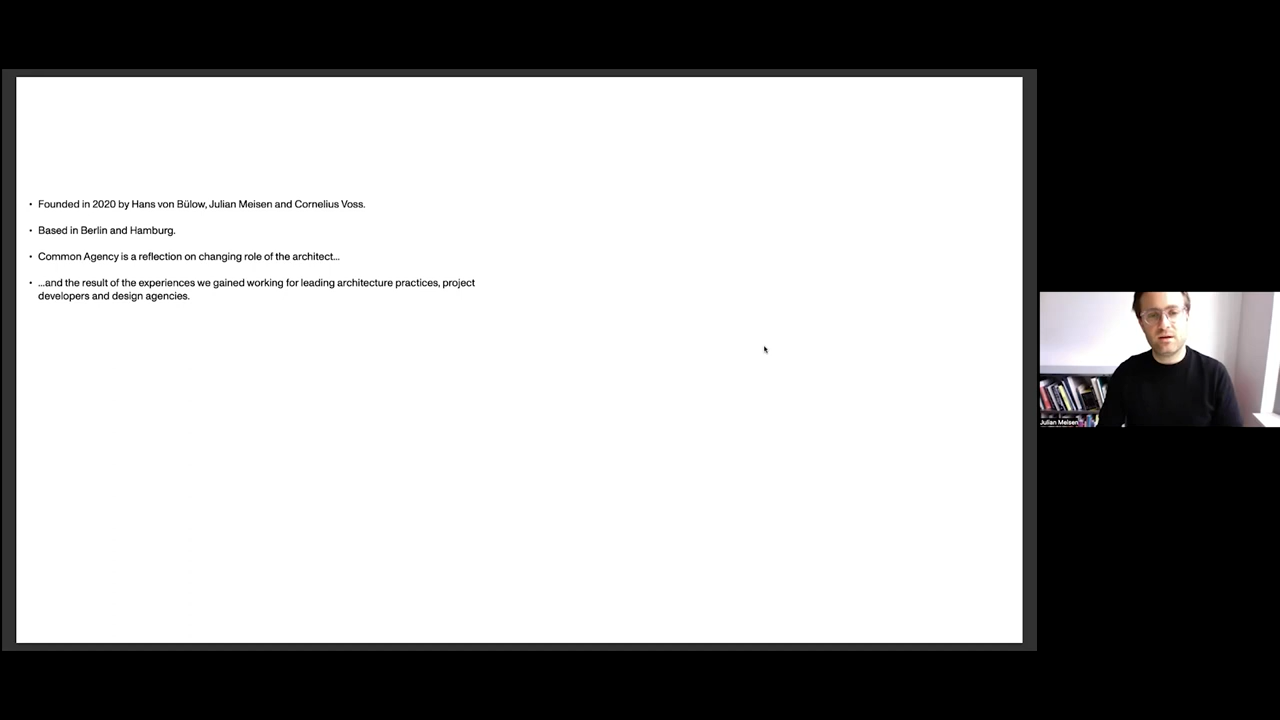 • Founded in 2020 by Hans von Bülow, Julian Meisen and Cornelius Voss.
• Based in Berlin and Hamburg.
• Common Agency is a reflection on changing role of the architect...
• ...and the result of the experiences we gained working for leading architecture practices, project
developers and design agencies.
Julian Meisen